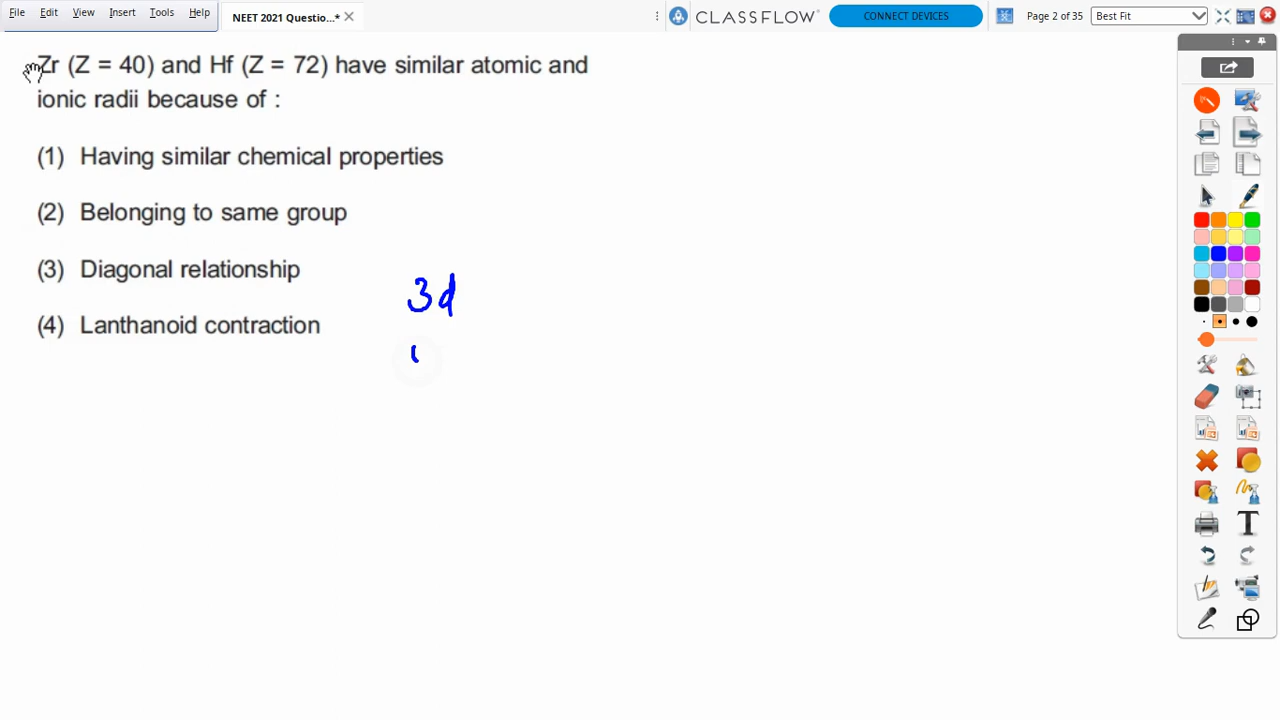 File Edit View Insert Tools Help
NEET 2021 Questio...*
CLASSFLOW
CONNECT DEVICES
Page 2 of 35
Best Fit
Zr (Z = 40) and Hf (Z = 72) have similar atomic and
ionic radii because of :
(1) Having similar chemical properties
(2) Belonging to same group
(3) Diagonal relationship
3d
(4) Lanthanoid contraction